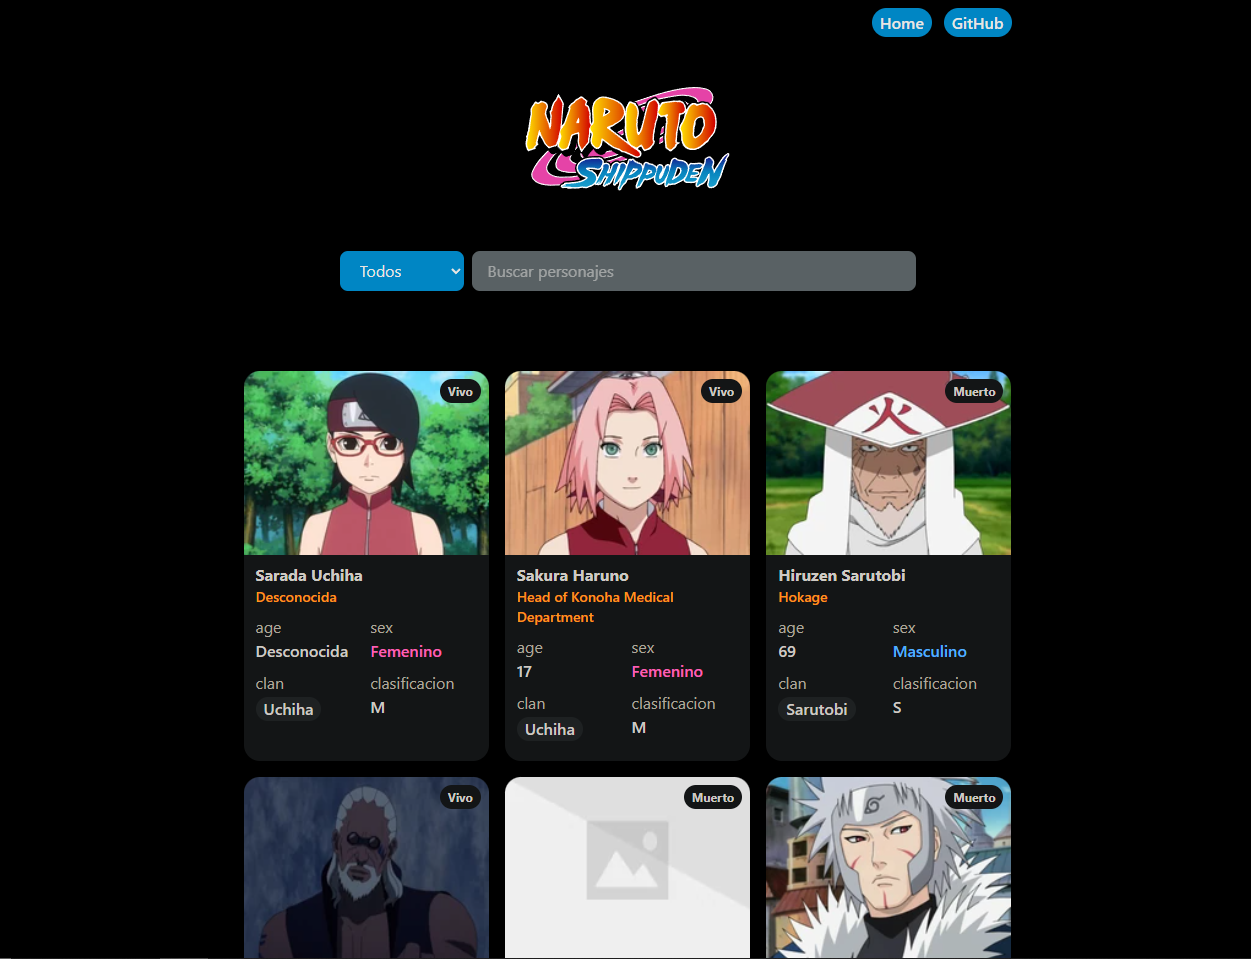 Home GitHub
NARUTO
SHIPPUDEN
Todos Buscar personajes
Vivo
Sarada Uchiha
Desconocida
age sex
Desconocida Femenino
clan clasificacion
Uchiha M
Vivo
Sakura Haruno
Head of Konoha Medical
Department
age sex
17 Femenino
clan clasificacion
Uchiha M
Muerto
火
Hiruzen Sarutobi
Hokage
age sex
69 Masculino
clan clasificacion
Sarutobi S
Vivo
Muerto
Muerto